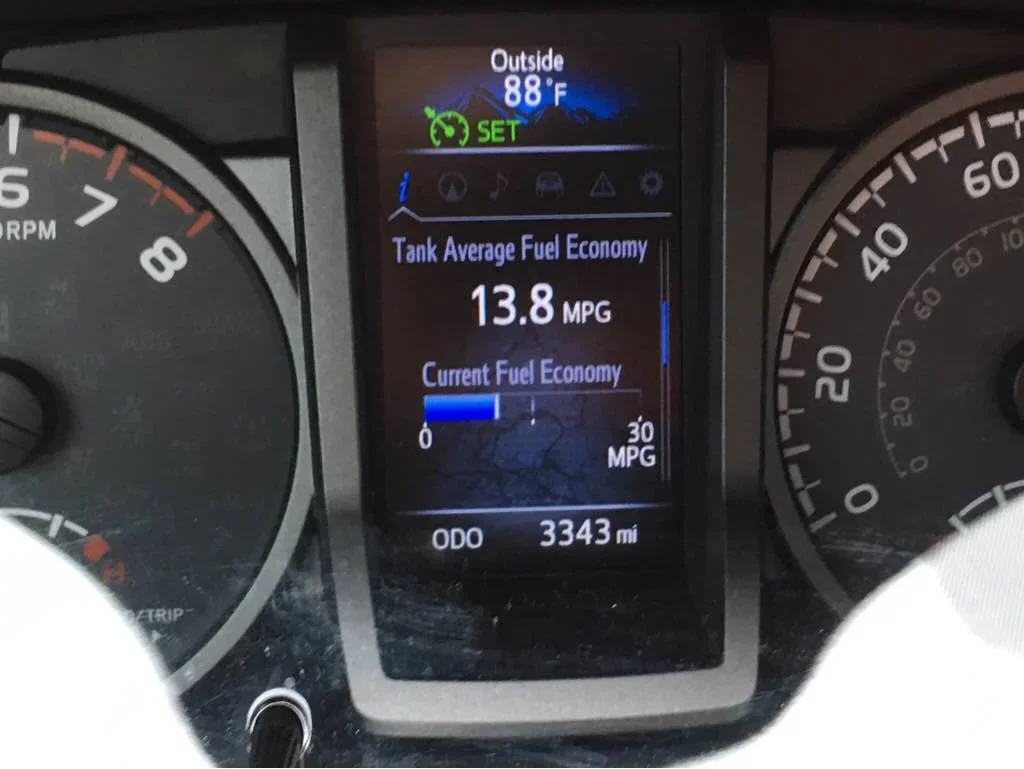 Outside
88°F
SET
i
Tank Average Fuel Economy
13.8 MPG
Current Fuel Economy
0
30
MPG
ODO 3343 mi
6
7
8
RPM
H
/TRIP
0
20
40
60
0
20
40
60
80